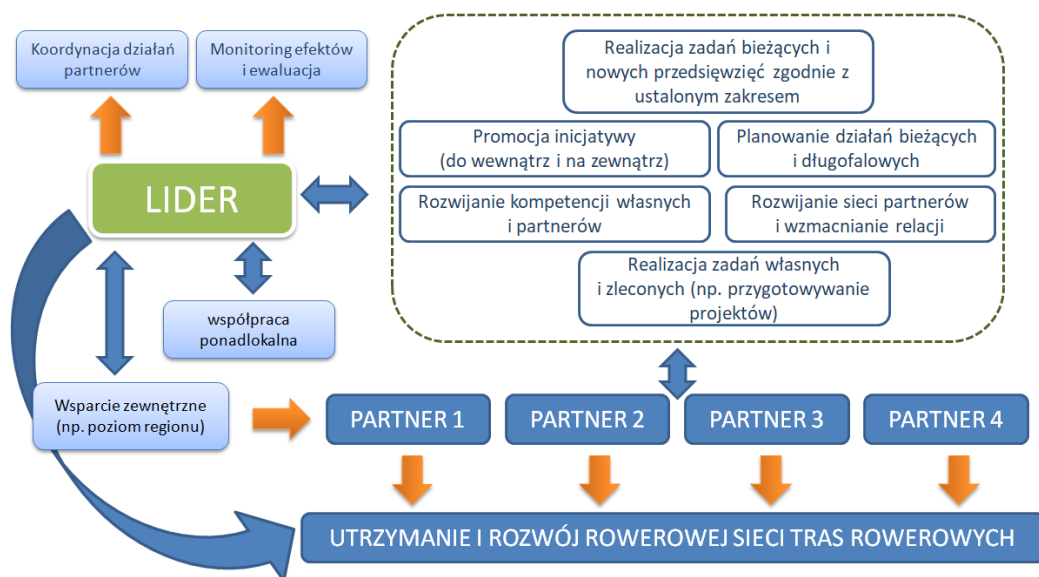 Koordynacja działań
partnerów
Monitoring efektów
i ewaluacja
Realizacja zadań bieżących i
nowych przedsięwzięć zgodnie z
ustalonym zakresem
Promocja inicjatywy
(do wewnątrz i na zewnątrz)
Planowanie działań bieżących
i długofalowych
LIDER
Rozwijanie kompetencji własnych
i partnerów
Rozwijanie sieci partnerów
i wzmacnianie relacji
Realizacja zadań własnych
i zleconych (np. przygotowywanie
projektów)
współpraca
ponadlokalna
Wsparcie zewnętrzne
(np. poziom regionu)
PARTNER 1
PARTNER 2
PARTNER 3
PARTNER 4
UTRZYMANIE I ROZWÓJ ROWEROWEJ SIECI TRAS ROWEROWYCH